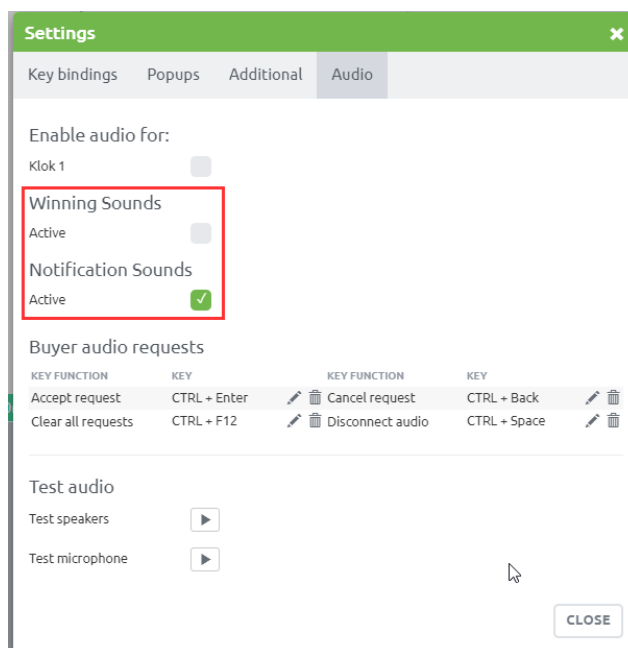 Settings
Key bindings Popups Additional Audio
Enable audio for:
Klok 1
Winning Sounds
Active
Notification Sounds
Active
Buyer audio requests
KEY FUNCTION KEY KEY FUNCTION KEY
Accept request CTRL + Enter Cancel request CTRL + Back
Clear all requests CTRL + F12 Disconnect audio CTRL + Space
Test audio
Test speakers
Test microphone
CLOSE